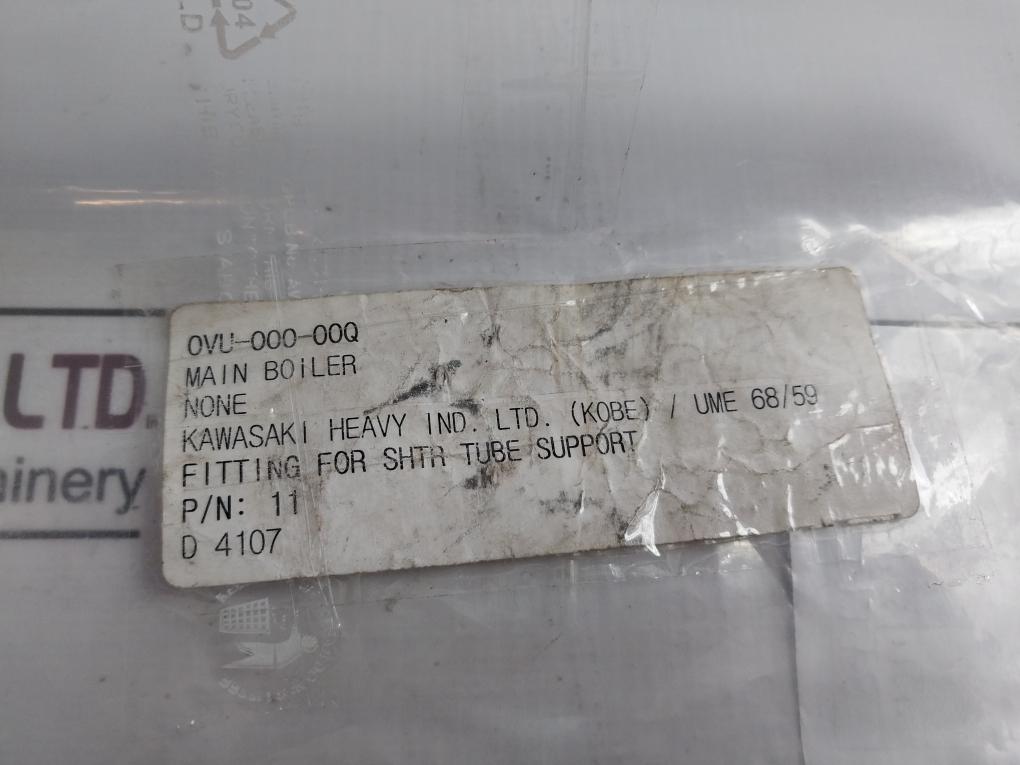 04
LTD
OVU-000-00Q
MAIN BOILER
NONE
KAWASAKI HEAVY IND. LTD. (KOBE) / UME 68/59
FITTING FOR SHTR TUBE SUPPORT
P/N: 11
D 4107